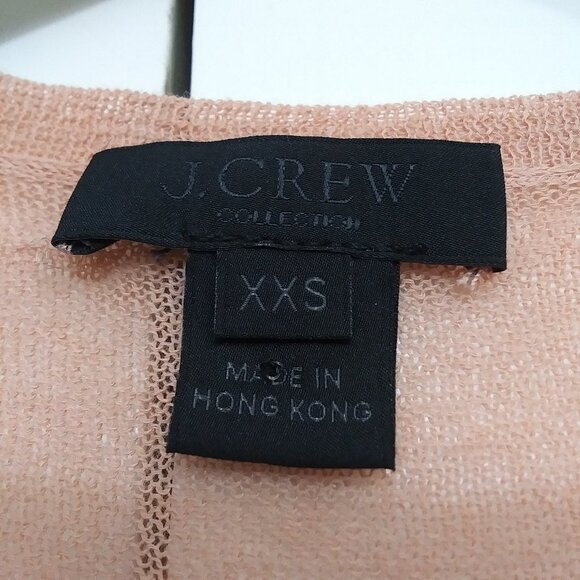 J.CREW
COLLECTION
XXS
MADE IN
HONG KONG